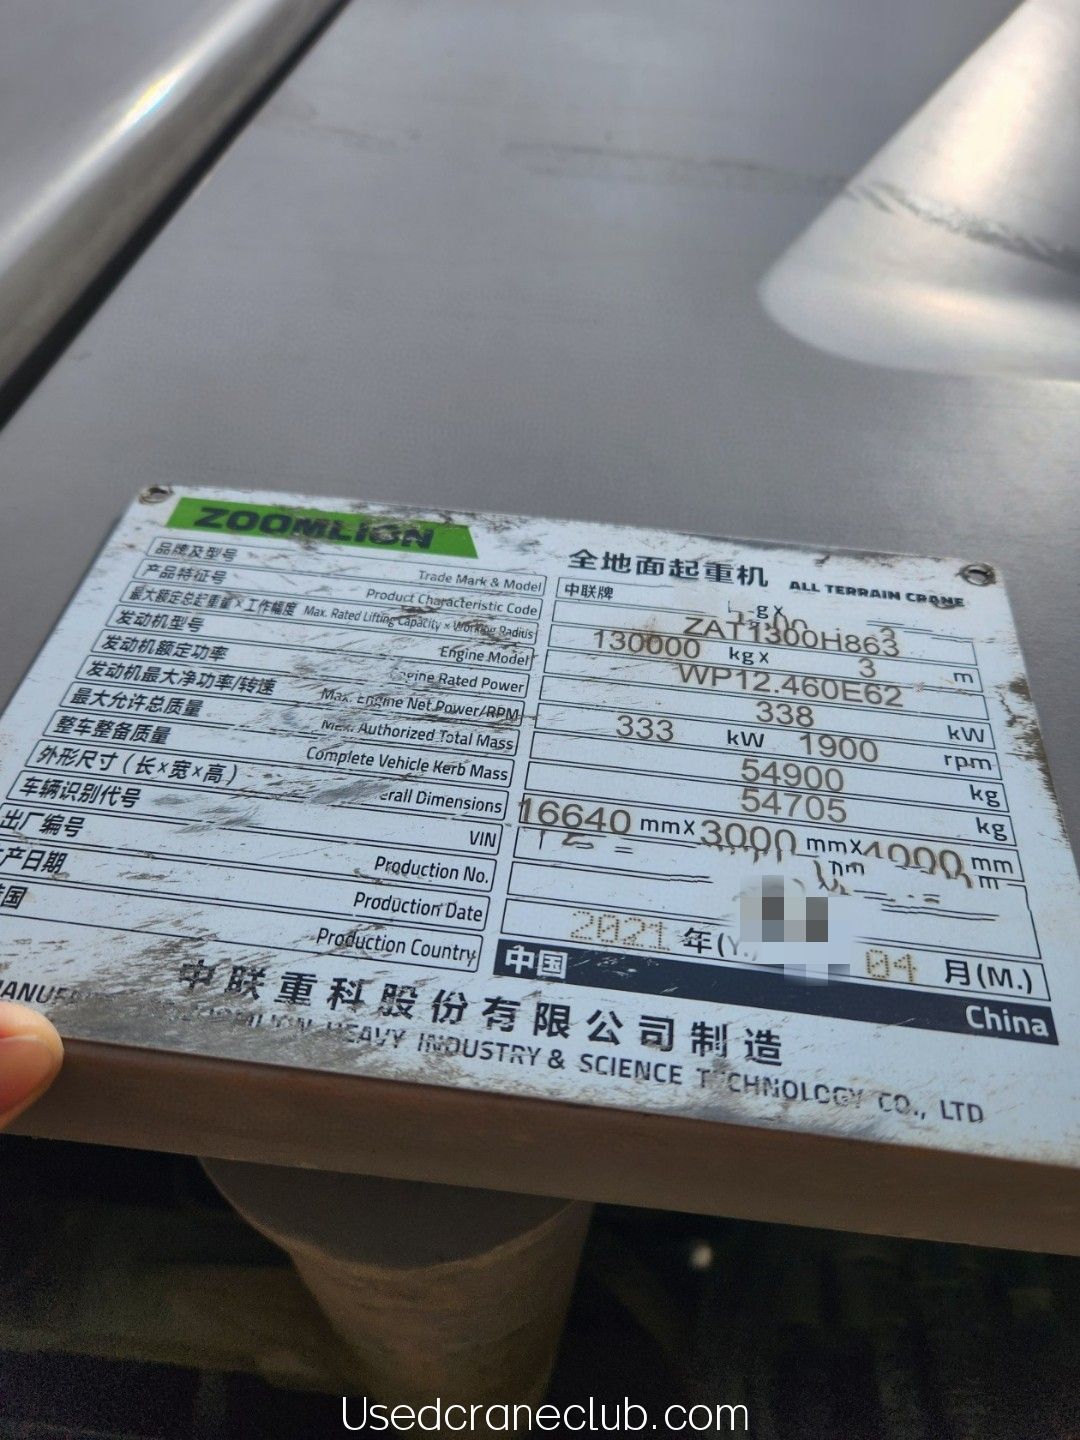 ZOOMLION
全地面起重机 ALL TERRAIN CRANE
品牌及型号 Trade Mark & Model 中联牌
产品特征号 Product Characteristic Code ZAT1300H863
最大额定总起重量×工作幅度 Max. Rated Lifting Capacity × Working Radius 130000 kg x 3 m
发动机型号 Engine Model WP12.460E62
发动机额定功率 Engine Rated Power 338 kW
发动机最大净功率/转速 Max. Engine Net Power/RPM 333 kW 1900 rpm
最大允许总质量 Max. Authorized Total Mass 54900 kg
整车整备质量 Complete Vehicle Kerb Mass 54705 kg
外形尺寸(长×宽×高) Dimensions 16640 mmx 3000 mmx 4000 mm
车辆识别代号 VIN
出厂编号 Production No.
产日期 Production Date 2021 年(Y.) 04 月(M.)
国 Production Country 中国 China
中联重科股份有限公司制造
ZOOMLION HEAVY INDUSTRY & SCIENCE TECHNOLOGY CO., LTD
Usedcraneclub.com